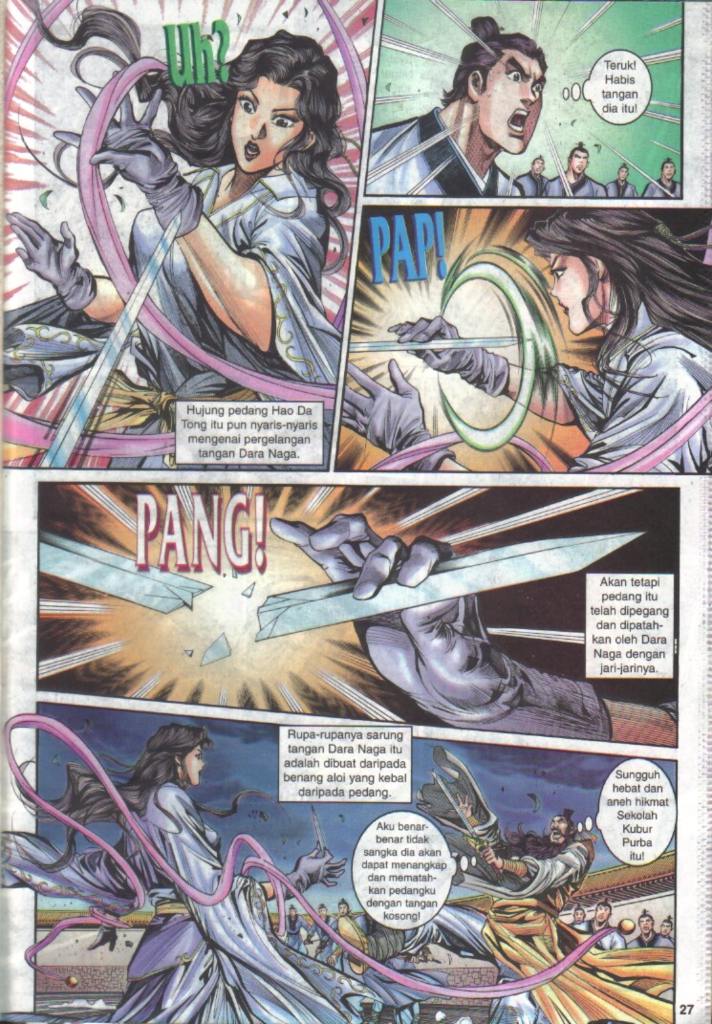 Uh?
Hujung pedang Hao Da
Tong itu pun nyaris-nyaris
mengenai pergelangan
tangan Dara Naga.
Teruk!
Habis
tangan
dia itu!
PAP!
PANG!
Akan tetapi
pedang itu
telah dipegang
dan dipatah-
kan oleh Dara
Naga dengan
jari-jarinya.
Rupa-rupanya sarung
tangan Dara Naga itu
adalah dibuat daripada
benang aloi yang kebal
daripada pedang.
Aku benar-
benar tidak
sangka dia akan
dapat menangkap
dan mematah-
kan pedangku
dengan tangan
kosong!
Sungguh
hebat dan
aneh hikmat
Sekolah
Kubur
Purba
itu!
27